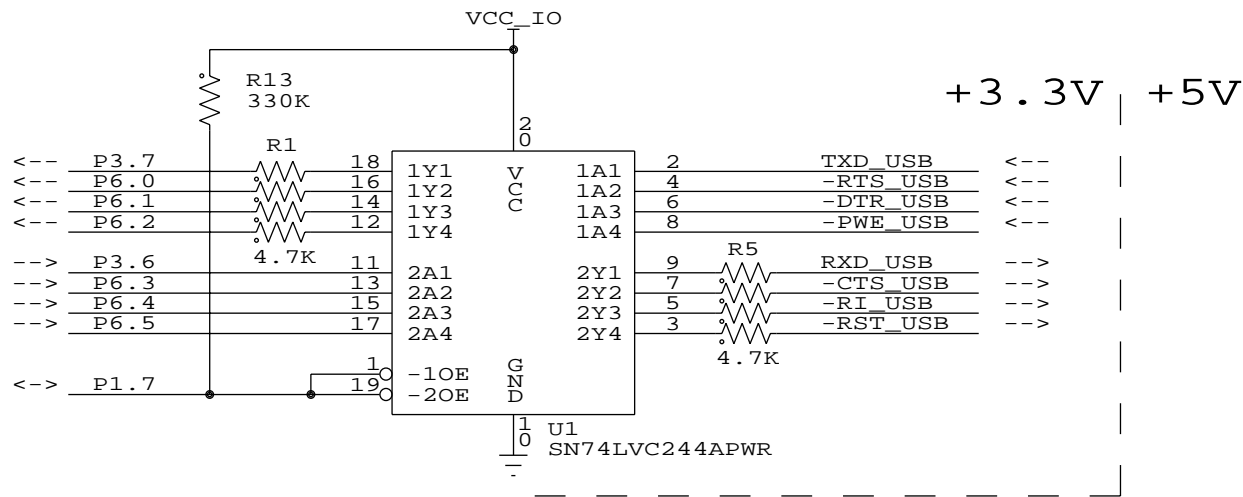 VCC_IO
R13
330K
+3.3V
+5V
20
R1
<-- P3.7 18 1Y1 VCC 1A1 2 TXD_USB <--
<-- P6.0 16 1Y2 1A2 4 -RTS_USB <--
<-- P6.1 14 1Y3 1A3 6 -DTR_USB <--
<-- P6.2 12 1Y4 1A4 8 -PWE_USB <--
4.7K
R5
--> P3.6 11 2A1 2Y1 9 RXD_USB -->
--> P6.3 13 2A2 2Y2 7 -CTS_USB -->
--> P6.4 15 2A3 2Y3 5 -RI_USB -->
--> P6.5 17 2A4 2Y4 3 -RST_USB -->
4.7K
1 -1OE GND
<-> P1.7 19 -2OE
10
U1
SN74LVC244APWR